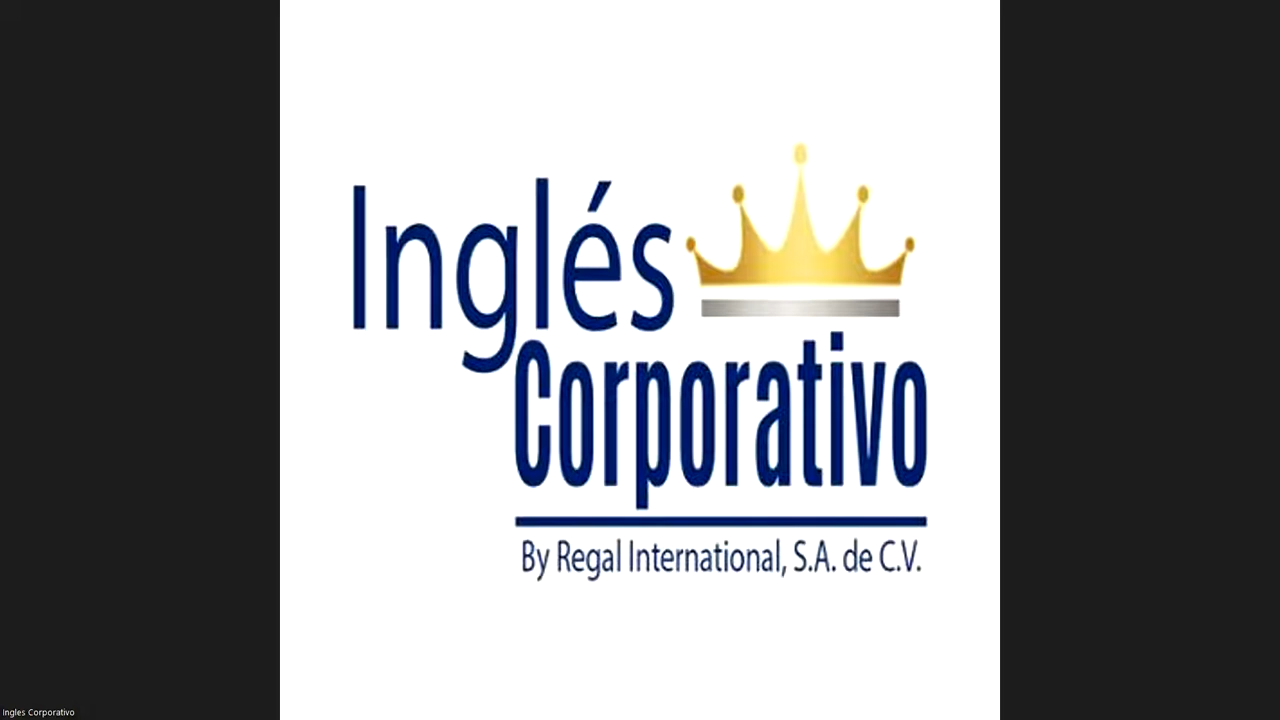 Inglés
Corporativo
By Regal International, S.A. de C.V.
Ingles Corporativo